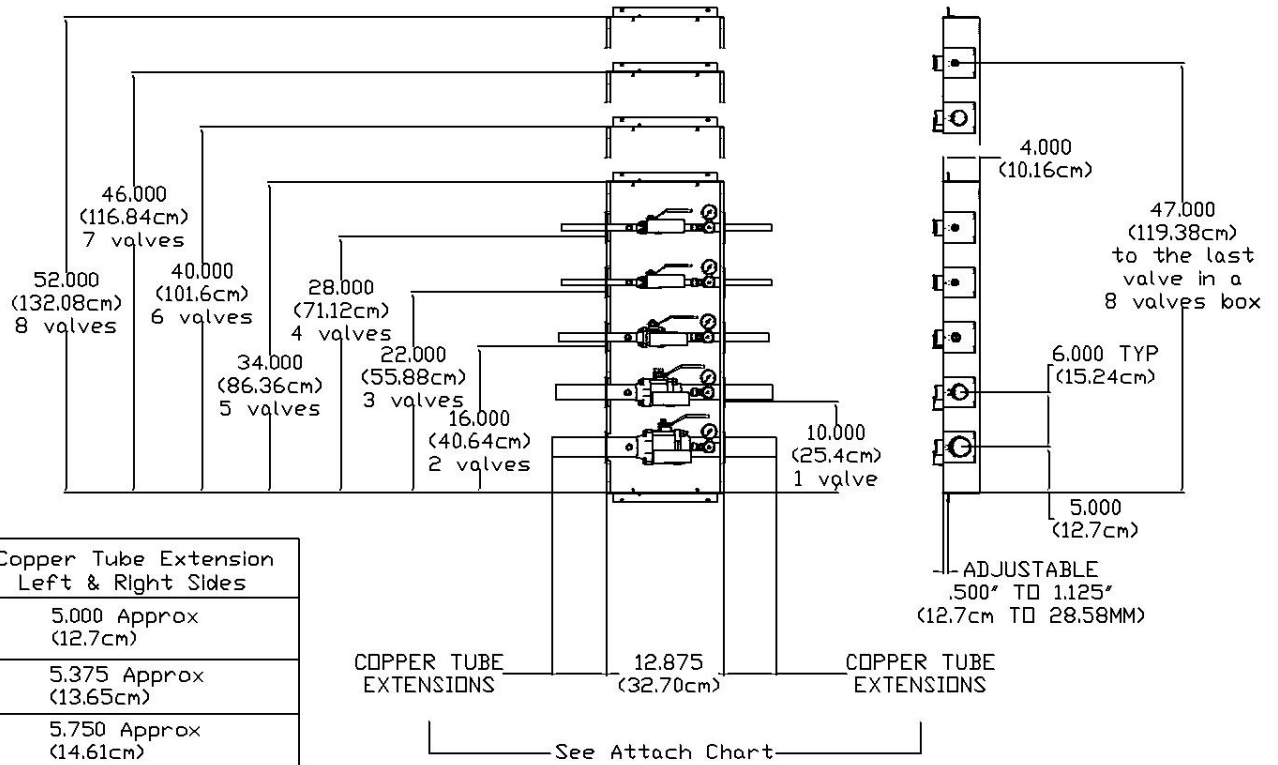 46.000
(116.84cm)
7 valves
52.000
(132.08cm)
8 valves
40.000
(101.6cm)
6 valves
34.000
(86.36cm)
5 valves
28.000
(71.12cm)
4 valves
22.000
(55.88cm)
3 valves
16.000
(40.64cm)
2 valves
10.000
(25.4cm)
1 valve
4.000
(10.16cm)
47.000
(119.38cm)
to the last
valve in a
8 valves box
6.000 TYP
(15.24cm)
5.000
(12.7cm)
ADJUSTABLE
.500" TO 1.125"
(12.7cm TO 28.58MM)
COPPER TUBE
EXTENSIONS
12.875
(32.70cm)
COPPER TUBE
EXTENSIONS
See Attach Chart
Copper Tube Extension
Left & Right Sides
5.000 Approx
(12.7cm)
5.375 Approx
(13.65cm)
5.750 Approx
(14.61cm)